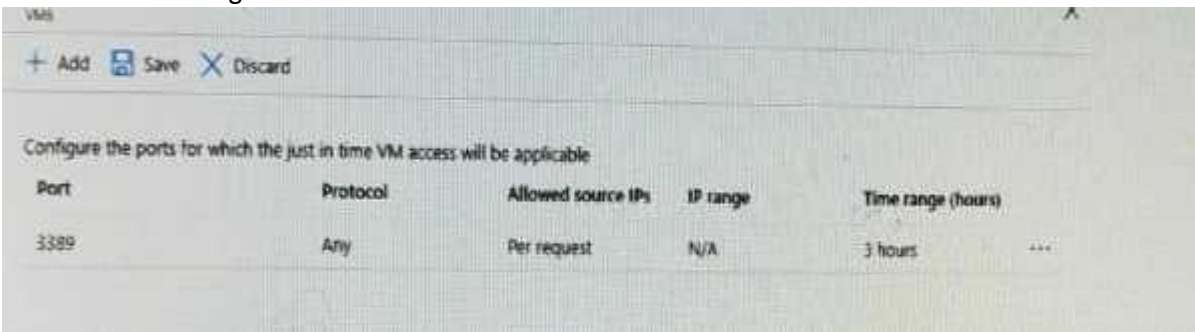 VM5
+ Add Save X Discard
Configure the ports for which the just in time VM access will be applicable
Port Protocol Allowed source IPs IP range Time range (hours)
3389 Any Per request N/A 3 hours ...